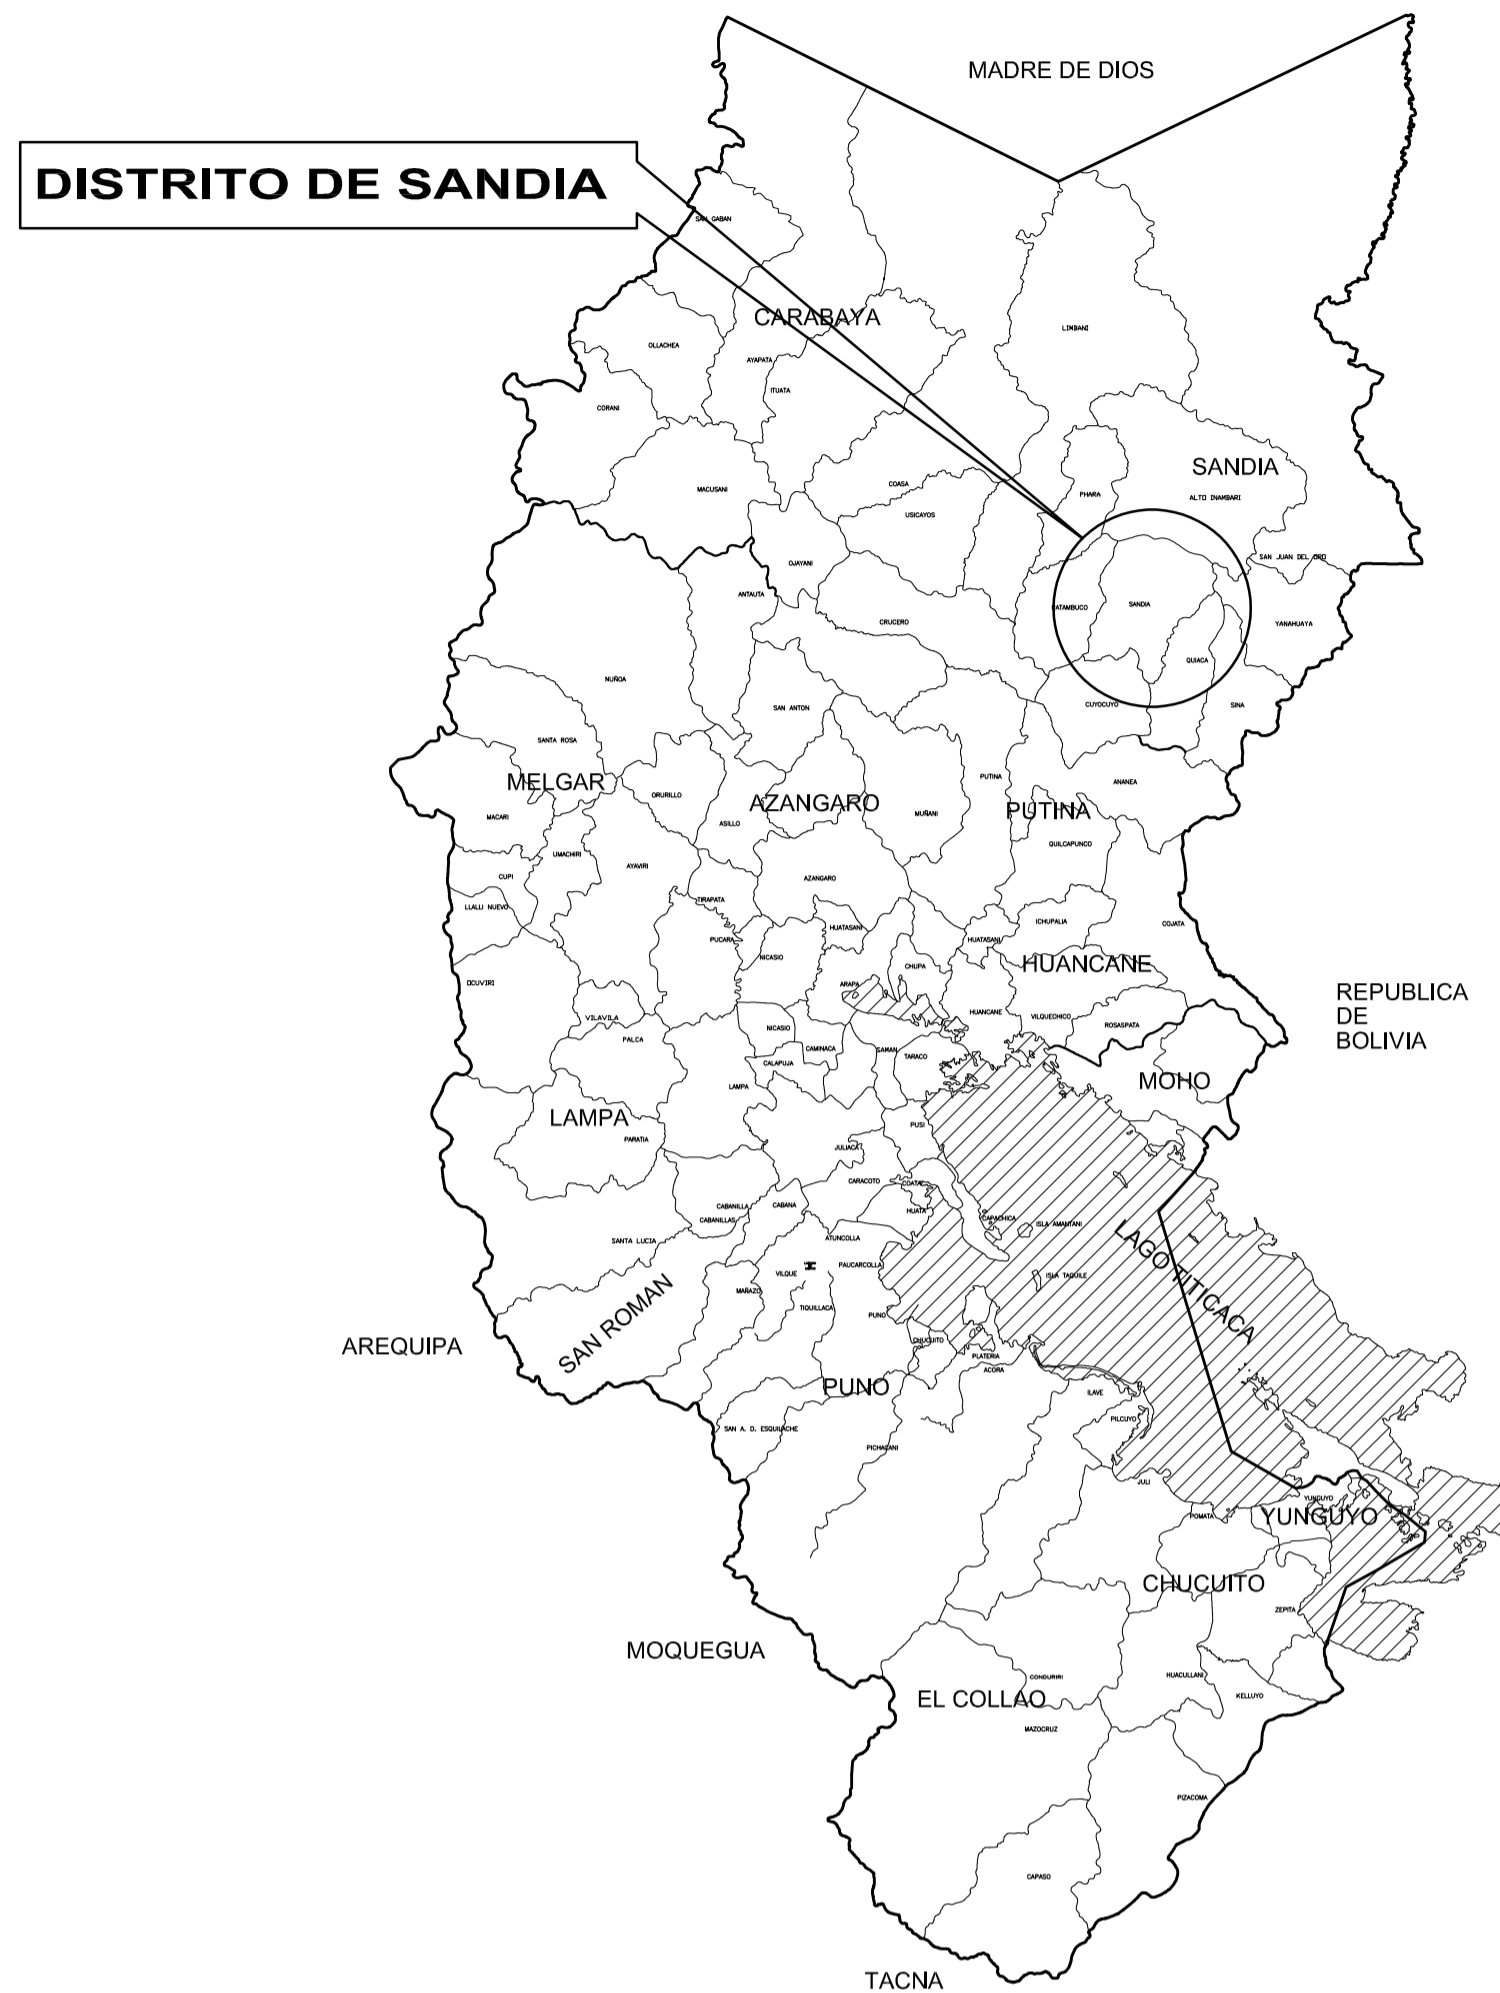 MADRE DE DIOS
DISTRITO DE SANDIA
SAN GABAN
CARABAYA
LIMBANI
OLLACHEA
AYAPATA
ITUATA
CORANI
SANDIA
COASA
MACUSANI
PHARA
ALTO INAMBARI
USICAYOS
SAN JUAN DEL ORO
OJAYANI
ANTAUTA
PATAMBUCO
SANDIA
CRUCERO
YANAHUAYA
QUIACA
NUÑOA
SAN ANTON
CUYOCUYO
SINA
SANTA ROSA
PUTINA
ANANEA
MELGAR
ORURILLO
AZANGARO
PUTINA
MACARI
ASILLO
MUÑANI
QUILCAPUNCO
UMACHIRI
AYAVIRI
CUPI
AZANGARO
TIRAPATA
LLALLI NUEVO
HUATASANI
ICHUPALIA
COJATA
PUCARA
HUATASANI
NICASIO
CHUPA
HUANCANE
OCUVIRI
ARAPA
REPUBLICA
DE
BOLIVIA
VILAVILA
HUANCANE
VILQUECHICO
ROSASPATA
NICASIO
PALCA
CAMINACA
SAMAN
TARACO
CALAPUJA
LAMPA
MOHO
LAMPA
PUSI
PARATIA
JULIACA
CARACOTO
COATA
CABANILLA
CABANA
HUATA
CABANILLAS
CAPACHICA
ISLA AMANTANI
SANTA LUCIA
ATUNCOLLA
LAGO TITICACA
VILQUE
PAUCARCOLLA
ISLA TAQUILE
MAÑAZO
TIQUILLACA
PUNO
SAN ROMAN
AREQUIPA
CHUCUITO
PLATERIA
ACORA
PUNO
ILAVE
PILCUYO
SAN A. D. ESQUILACHE
PICHACANI
JULI
YUNGUYO
POMATA
YUNGUYO
CHUCUITO
ZEPITA
MOQUEGUA
CONDURIRI
HUACULLANI
EL COLLAO
KELLUYO
MAZOCRUZ
PIZACOMA
CAPASO
TACNA